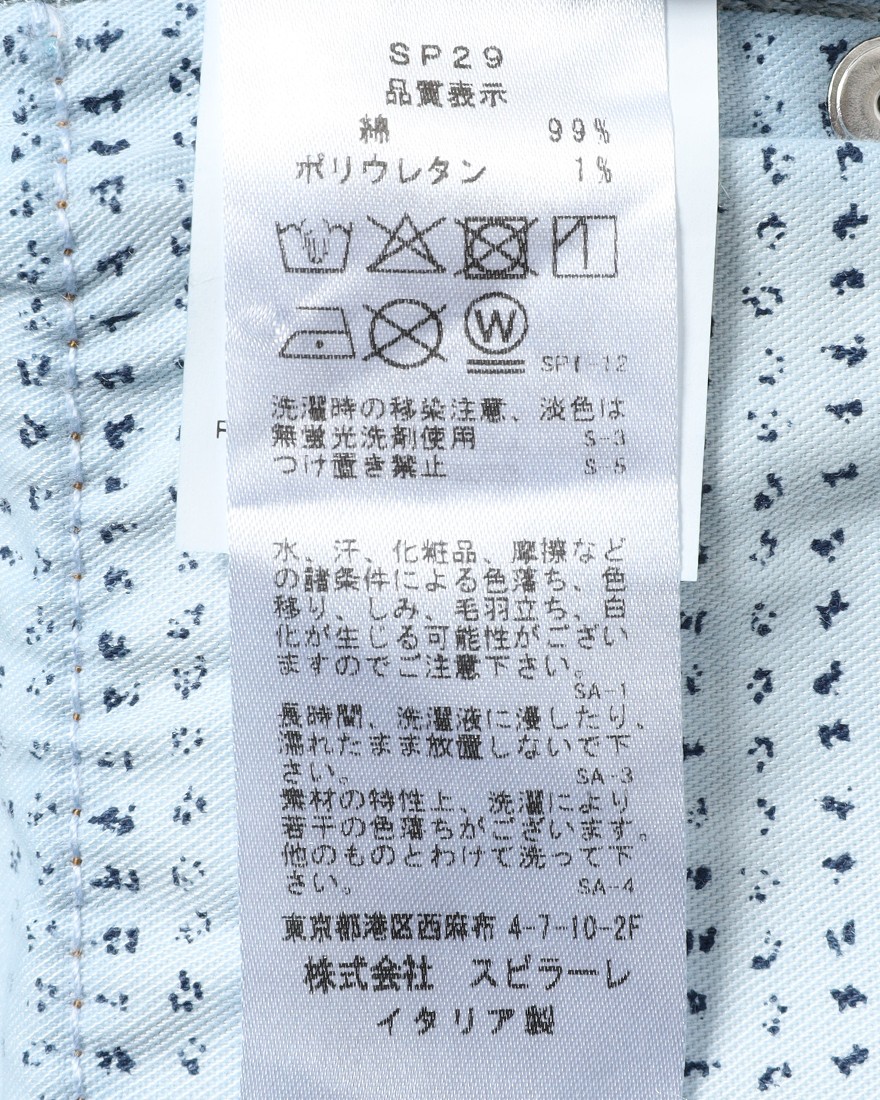 SP29
品質表示
綿 99%
ポリウレタン 1%
W
SP1-12
洗濯時の移染注意、淡色は
無蛍光洗剤使用 S-3
つけ置き禁止 S-5
水、汗、化粧品、摩擦など
の諸条件による色落ち、色
移り、しみ、毛羽立ち、白
化が生じる可能性がござい
ますのでご注意下さい。
SA-1
長時間、洗濯液に浸したり、
濡れたまま放置しないで下
さい。 SA-3
素材の特性上、洗濯により
若干の色落ちがございます。
他のものとわけて洗って下
さい。 SA-4
東京都港区西麻布 4-7-10-2F
株式会社 スピラーレ
イタリア製